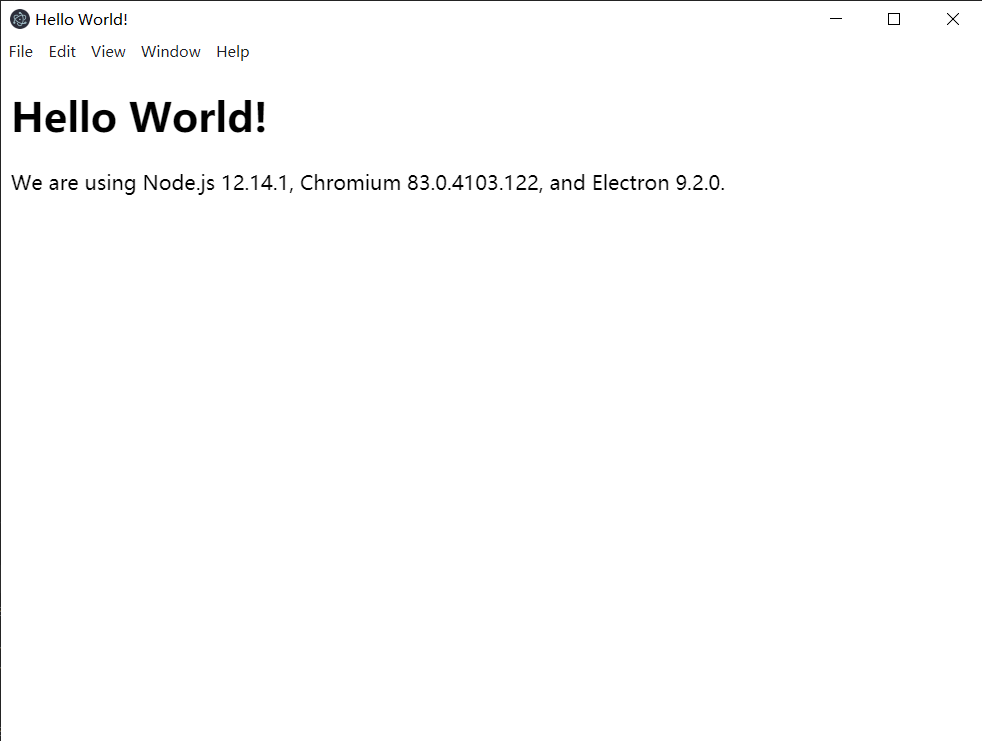 Hello World!
File Edit View Window Help
Hello World!
We are using Node.js 12.14.1, Chromium 83.0.4103.122, and Electron 9.2.0.